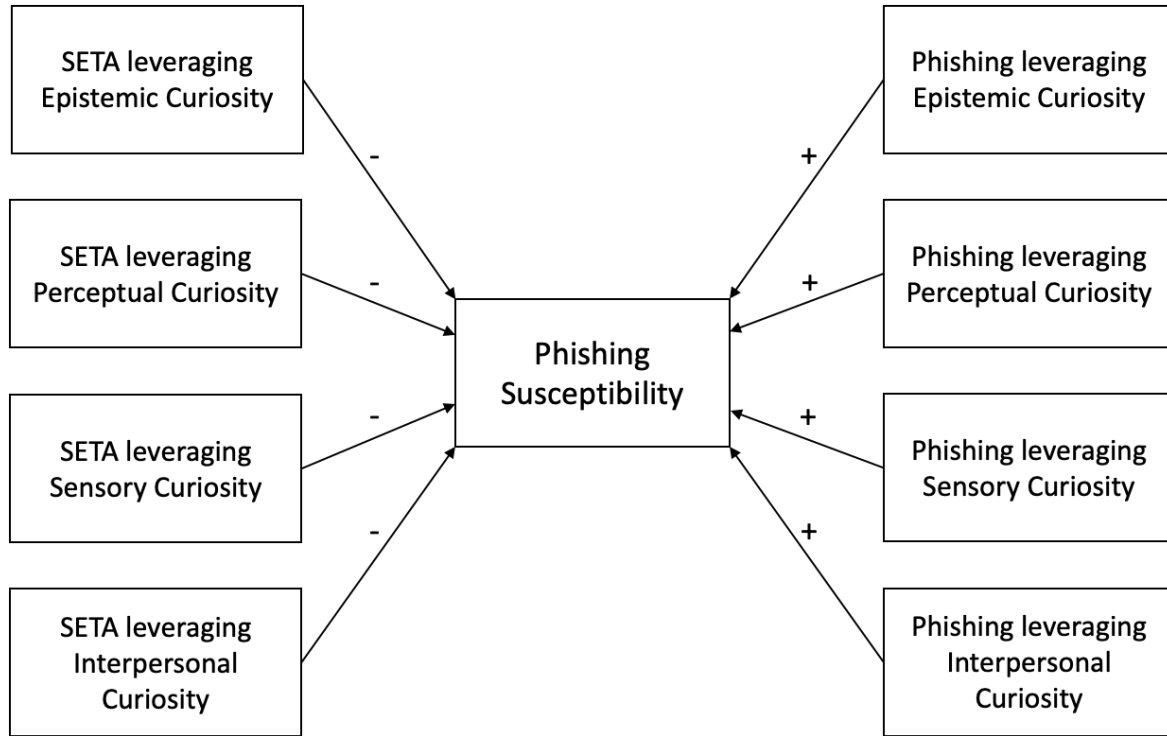 SETA leveraging
Epistemic Curiosity
-
+
Phishing leveraging
Epistemic Curiosity
SETA leveraging
Perceptual Curiosity
-
+
Phishing leveraging
Perceptual Curiosity
Phishing
Susceptibility
SETA leveraging
Sensory Curiosity
-
+
Phishing leveraging
Sensory Curiosity
SETA leveraging
Interpersonal
Curiosity
-
+
Phishing leveraging
Interpersonal
Curiosity